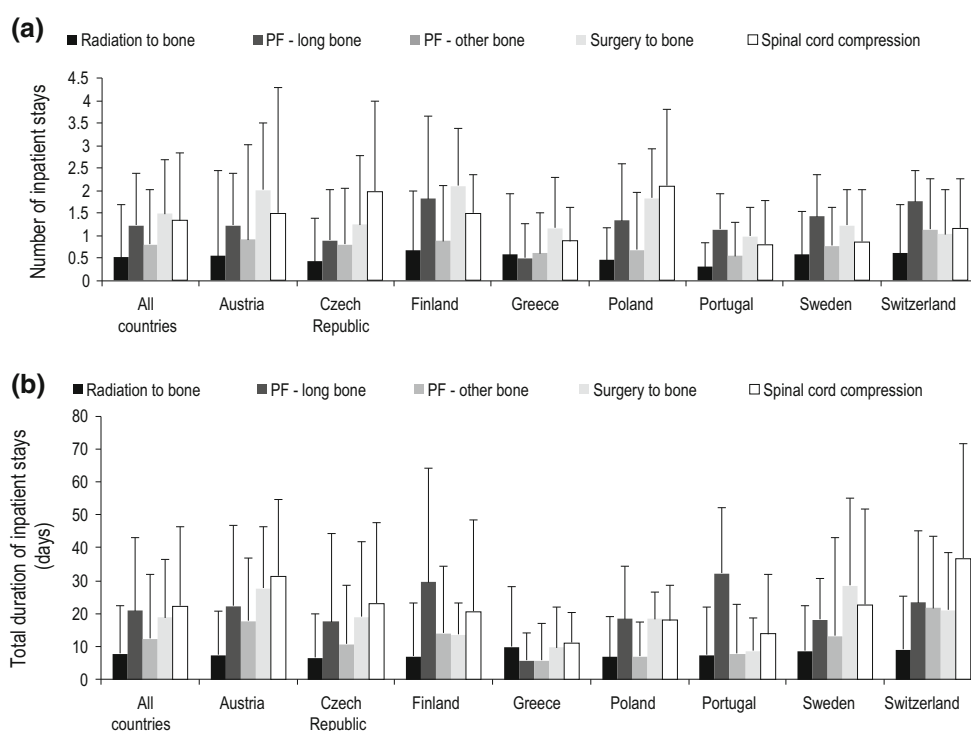 (a)
Radiation to bone PF - long bone PF - other bone Surgery to bone Spinal cord compression
Number of inpatient stays
4.5
4
3.5
3
2.5
2
1.5
1
0.5
0
All countries Austria Czech Republic Finland Greece Poland Portugal Sweden Switzerland
(b)
Radiation to bone PF - long bone PF - other bone Surgery to bone Spinal cord compression
Total duration of inpatient stays
(days)
80
70
60
50
40
30
20
10
0
All countries Austria Czech Republic Finland Greece Poland Portugal Sweden Switzerland